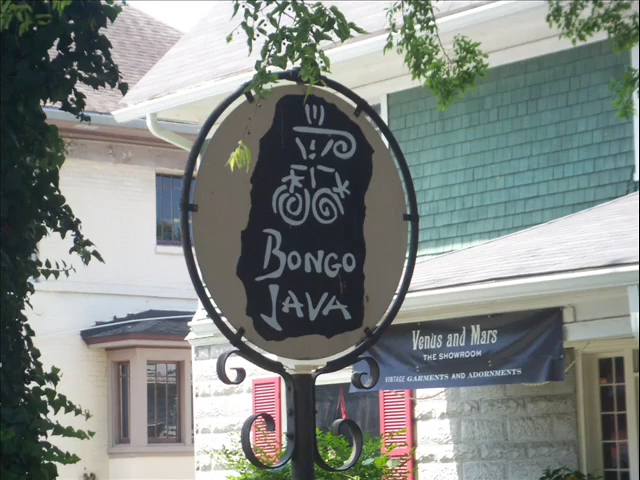 BONGO
JAVA
Venus and Mars
THE SHOWROOM
VINTAGE GARMENTS AND ADORNMENTS